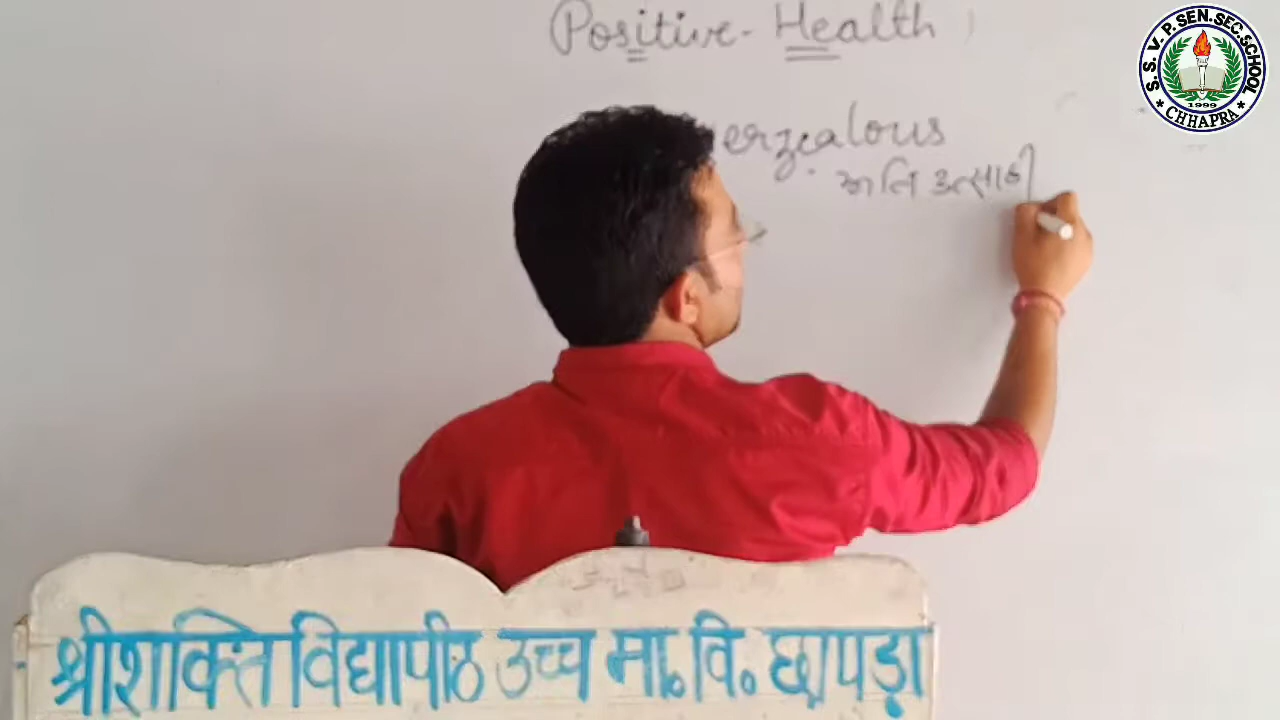 Positive - Health
erzealous
अति उत्साही
S. S. V. P. SEN. SEC. SCHOOL
1999
CHHAPRA
श्री शक्ति विद्यापीठ उच्च मा. वि. छापड़ा